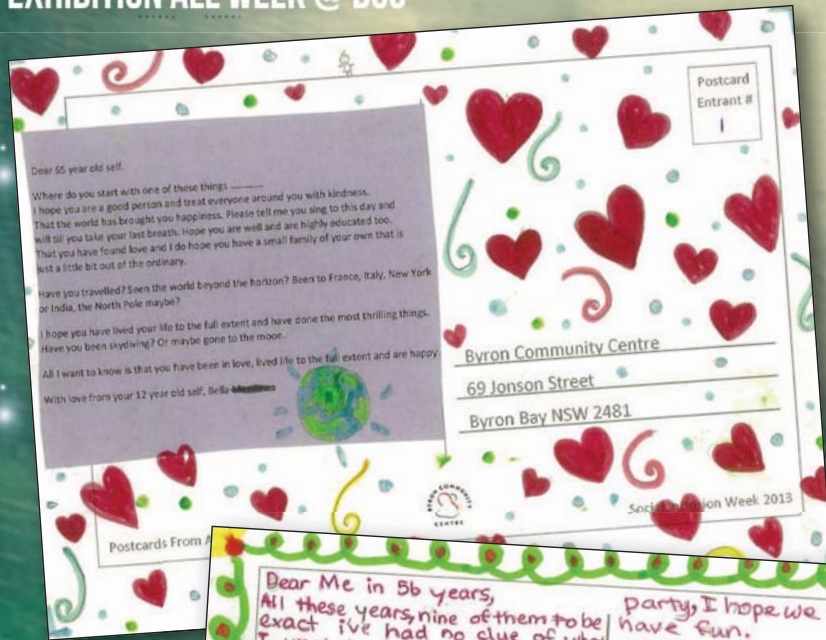 EXHIBITION ALL WEEK @ BCC
Postcard
Entrant #
1
Dear 65 year old self.
Where do you start with one of these things
I hope you are a good person and treat everyone around you with kindness.
That the world has brought you happiness. Please tell me you sing to this day and
will till you take your last breath. Hope you are well and are highly educated too.
That you have found love and I do hope you have a small family of your own that is
just a little bit out of the ordinary.
Have you travelled? Seen the world beyond the horizon? Been to France, Italy, New York
or India, the North Pole maybe?
I hope you have lived your life to the full extent and have done the most thrilling things.
Have you been skydiving? Or maybe gone to the moon.
All I want to know is that you have been in love, lived life to the full extent and are happy
With love from your 12 year old self, Bella
Byron Community Centre
69 Jonson Street
Byron Bay NSW 2481
BYRON COMMUNITY
CENTRE
Social Inclusion Week 2013
Postcards From
Dear Me in 56 years,
All these years, nine of them to be
exact i've had no clue of
party, I hope we
have fun.